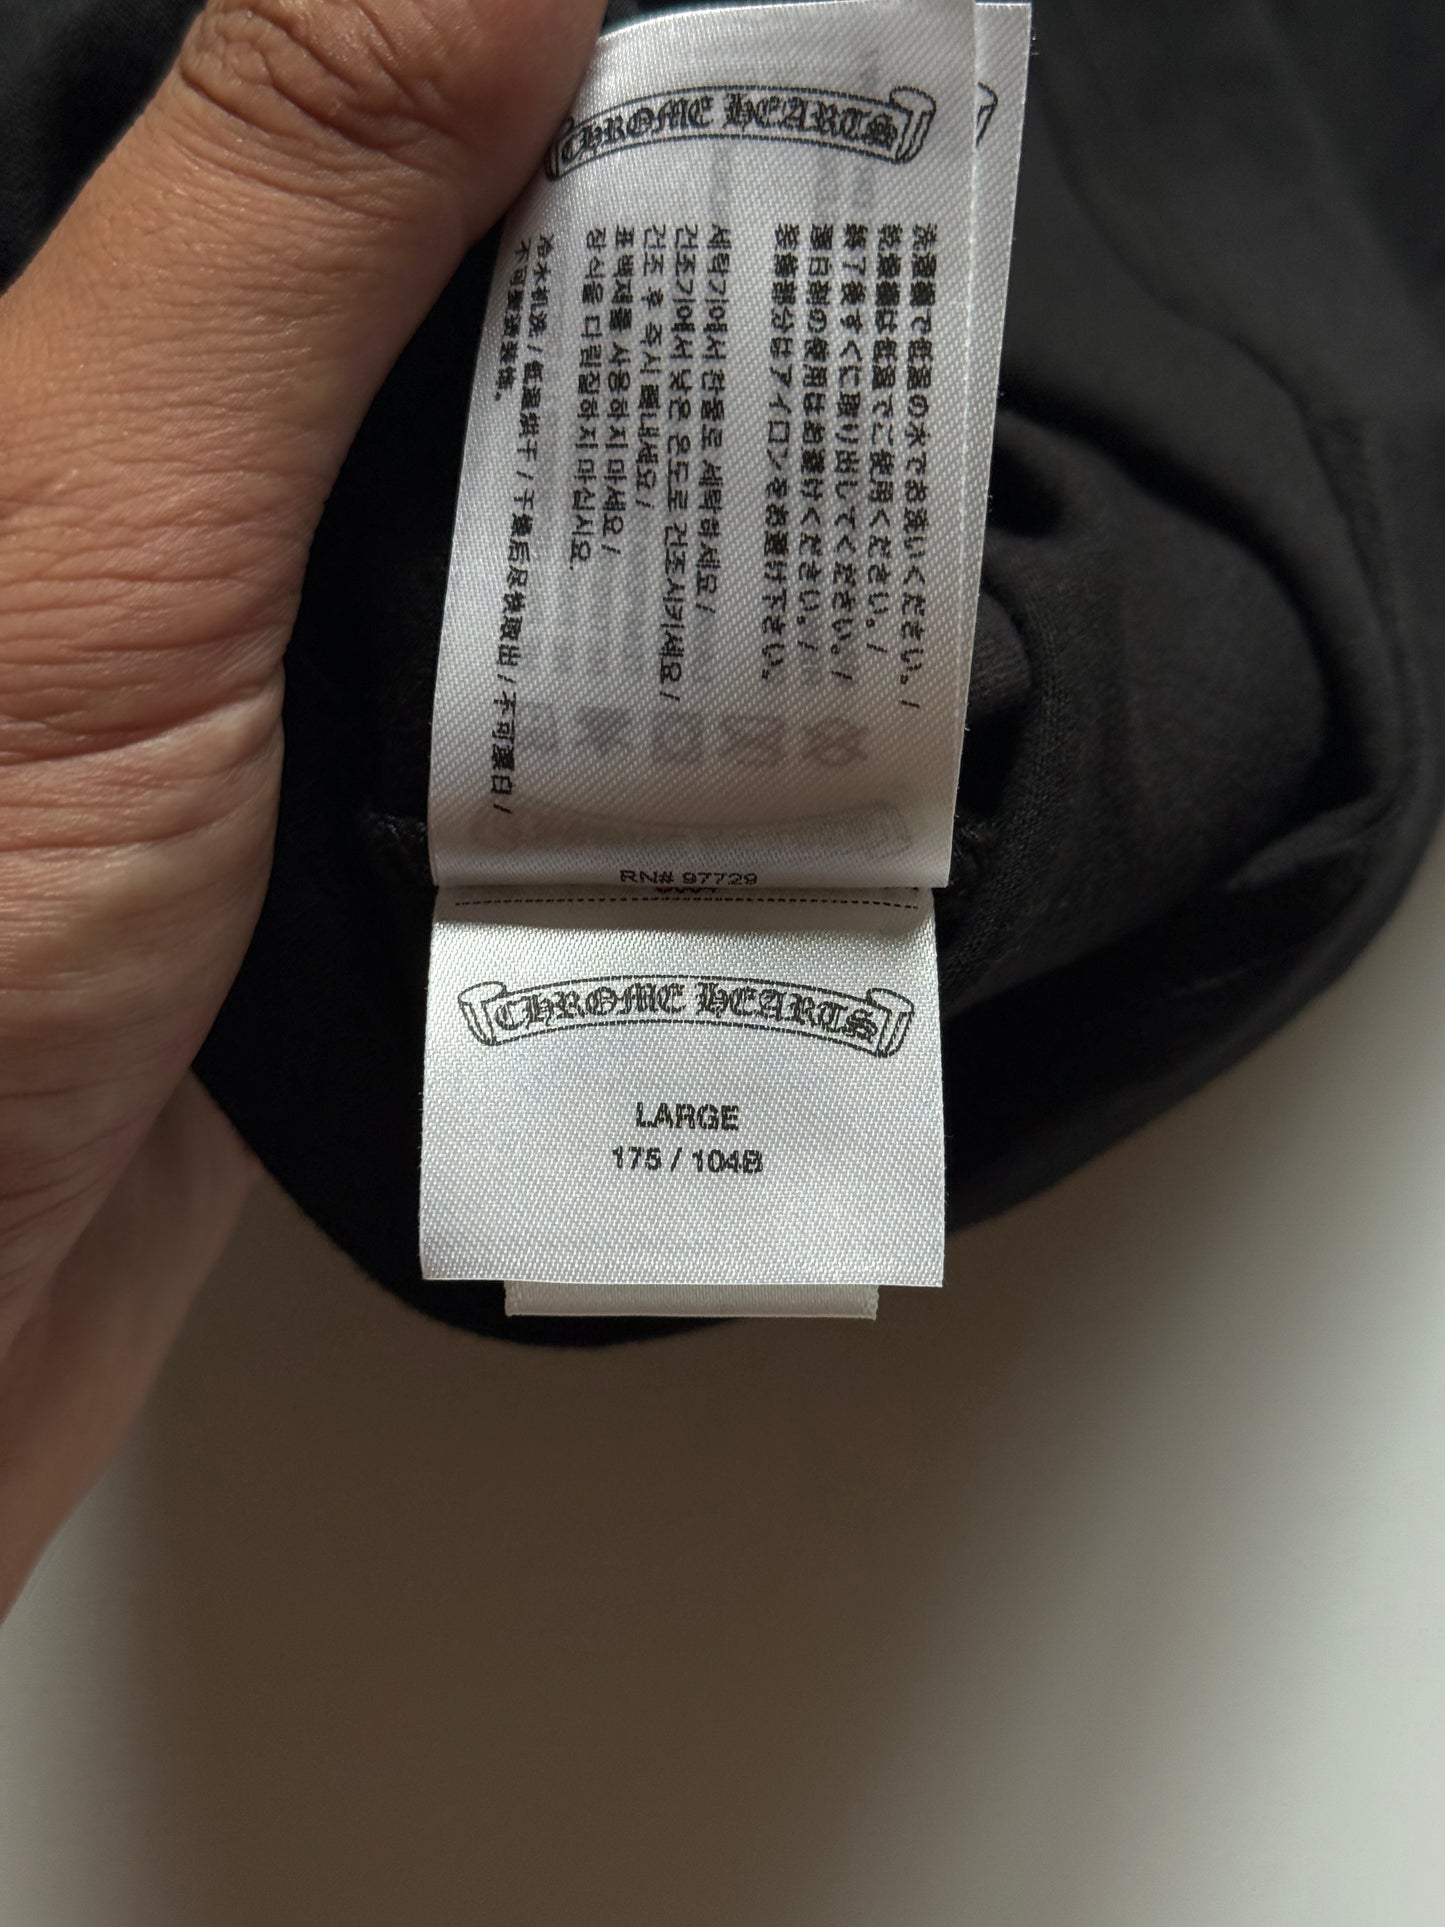 CHROME HEARTS
洗濯機で低温の水でお洗いください。/
乾燥機は低温でご使用ください。/
終了後すぐに取り出してください。/
漂白剤の使用はお避けください。/
装飾部分はアイロンをお避け下さい。
세탁기에서 찬물로 세탁하세요 /
건조기에서 낮은 온도로 건조시키세요 /
건조 후 즉시 빼내세요 /
표백제를 사용하지 마세요 /
장식을 다림질하지 마십시오.
冷水机洗 / 低温烘干 / 干燥后尽快取出 / 不可漂白 /
不可熨烫装饰。
RN# 97729
CHROME HEARTS
LARGE
175 / 104B